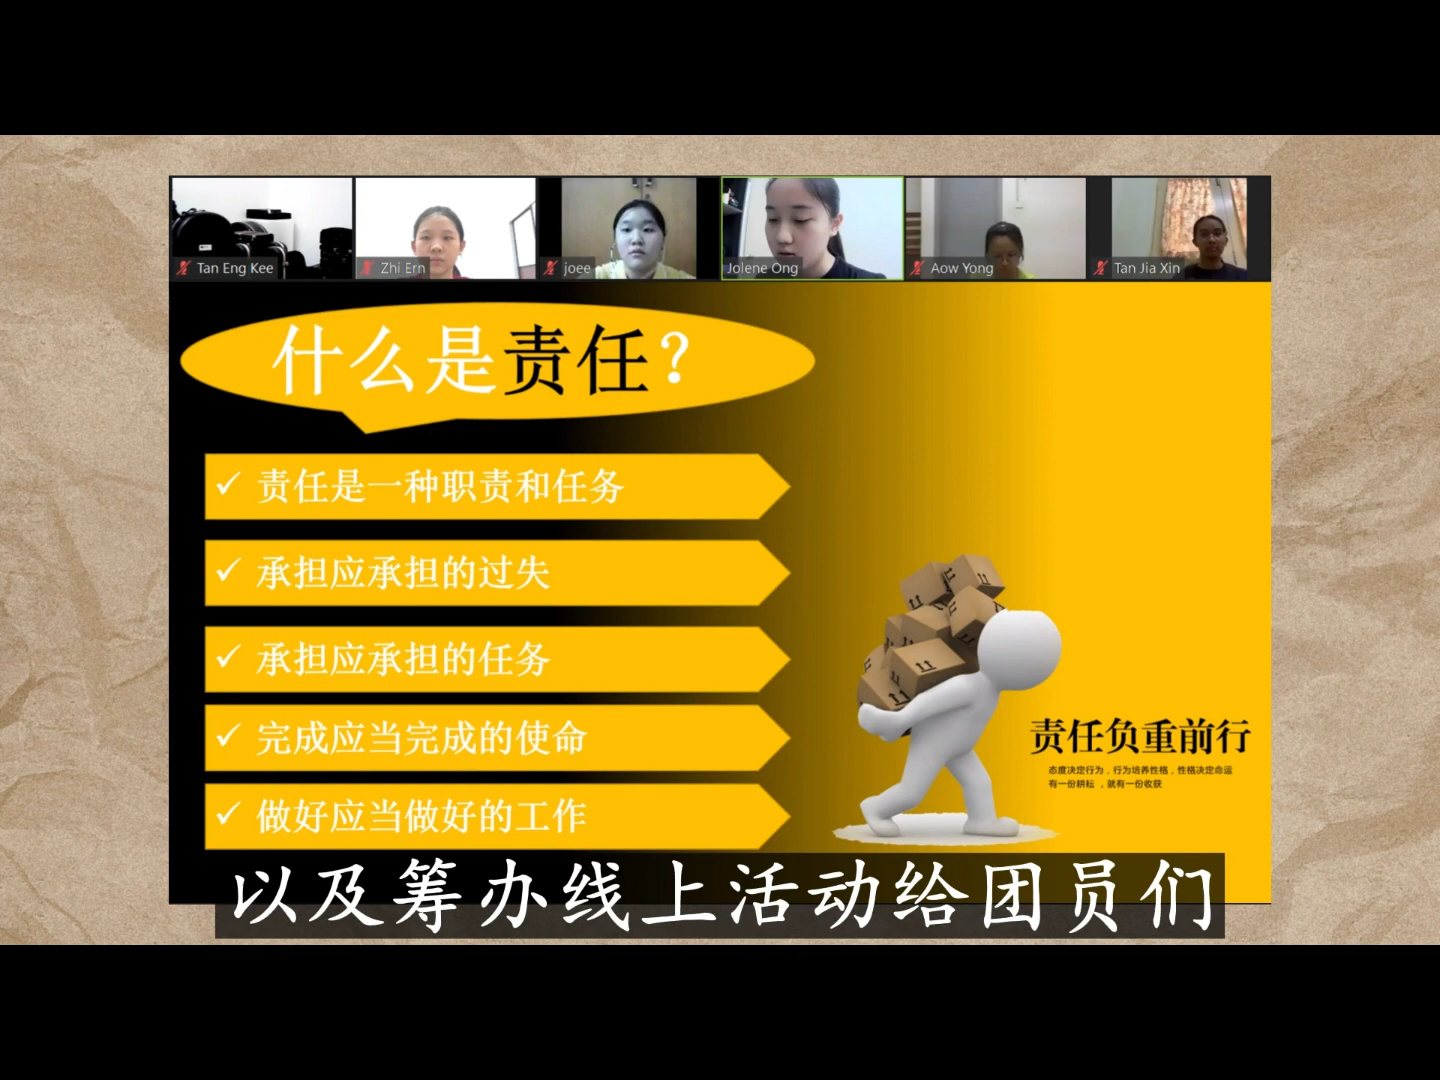 Tan Eng Kee
Zhi Ern
joee
Jolene Ong
Aow Yong
Tan Jia Xin
什么是责任？
✓ 责任是一种职责和任务
✓ 承担应承担的过失
✓ 承担应承担的任务
✓ 完成应当完成的使命
✓ 做好应当做好的工作
责任负重前行
态度决定行为，行为培养性格，性格决定命运
有一份耕耘，就有一份收获
以及筹办线上活动给团员们